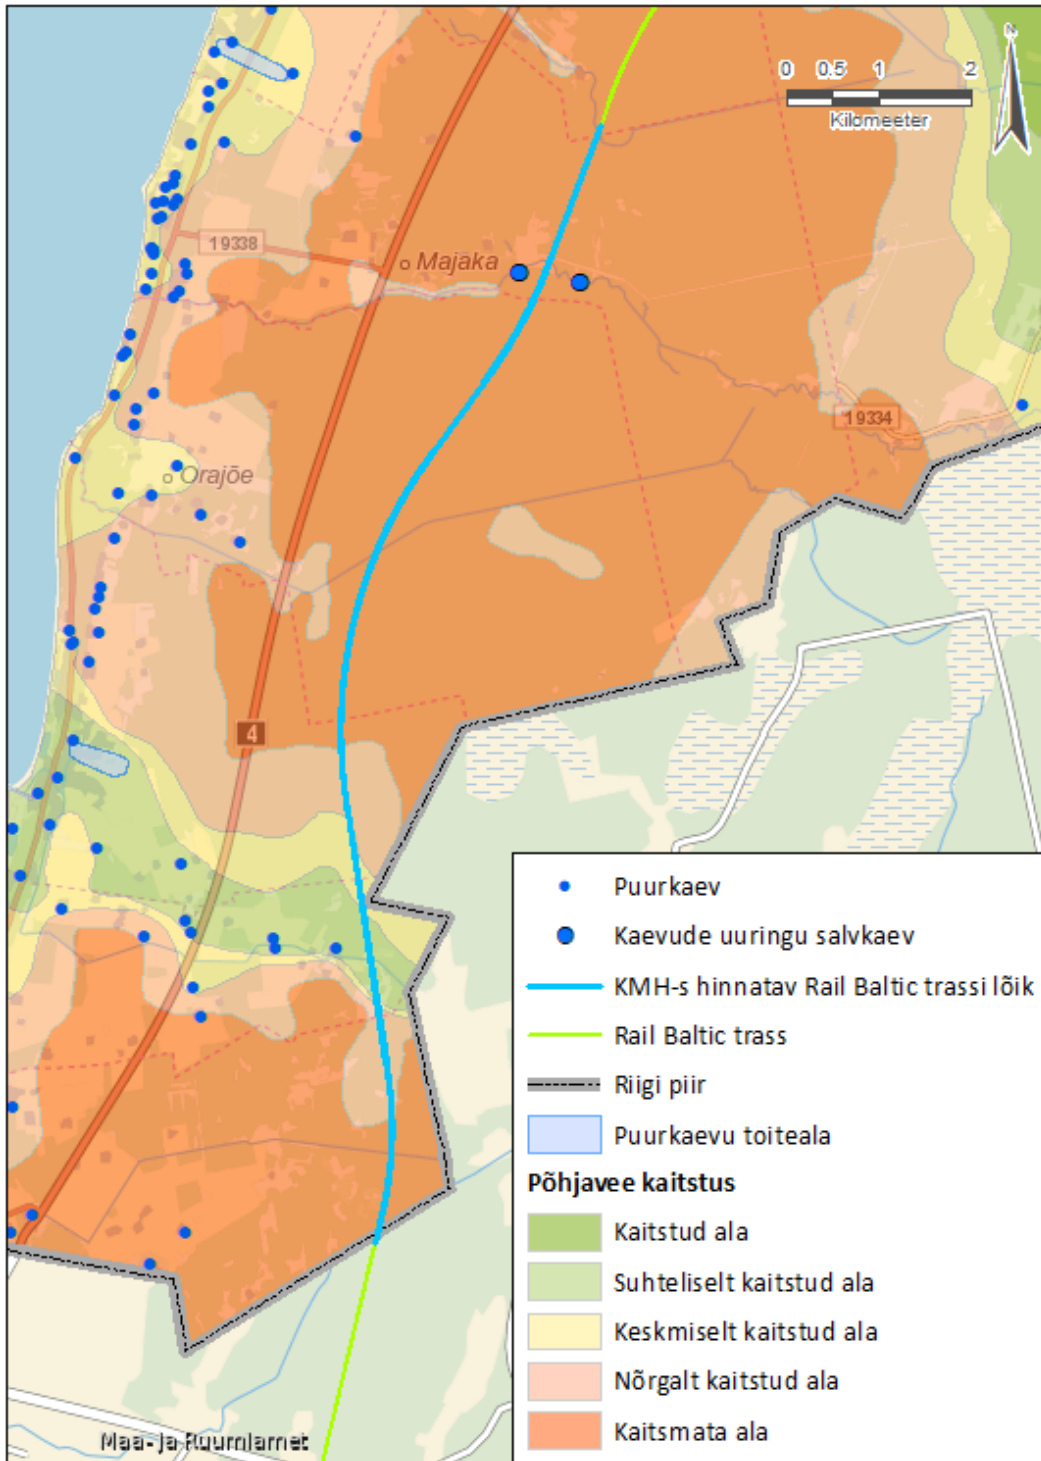 N
0 0.5 1 2
Kilomeeter
19338
Majaka
19334
Orajõe
4
Puurkaev
Kaevude uuringu salvkaev
KMH-s hinnatav Rail Baltic trassi lõik
Rail Baltic trass
Riigi piir
Puurkaevu toiteala
Põhjavee kaitstus
Kaitstud ala
Suhteliselt kaitstud ala
Keskmiselt kaitstud ala
Nõrgalt kaitstud ala
Kaitsmata ala
Maa- ja Ruumiamet